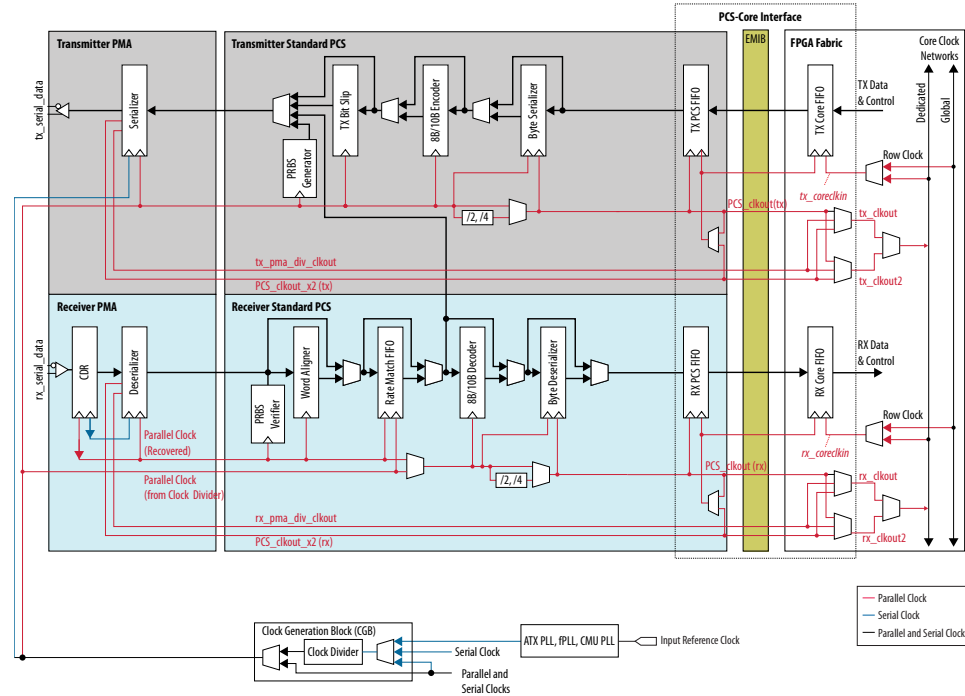 PCS-Core Interface
Transmitter PMA
Transmitter Standard PCS
EMIB
FPGA Fabric
Core Clock
Networks
tx_serial_data
Serializer
PRBS
Generator
TX Bit Slip
8B/10B Encoder
Byte Serializer
TX PCS FIFO
TX Core FIFO
TX Data
& Control
Dedicated
Global
Row Clock
tx_coreclkin
/2, /4
PCS_clkout(tx)
tx_clkout
tx_pma_div_clkout
PCS_clkout_x2 (tx)
tx_clkout2
Receiver PMA
Receiver Standard PCS
rx_serial_data
CDR
Deserializer
PRBS
Verifier
Word Aligner
Rate Match FIFO
8B/10B Decoder
Byte Deserializer
RX PCS FIFO
RX Core FIFO
RX Data
& Control
Row Clock
rx_coreclkin
Parallel Clock
(Recovered)
Parallel Clock
(from Clock Divider)
/2, /4
PCS_clkout (rx)
rx_clkout
rx_pma_div_clkout
PCS_clkout_x2 (rx)
rx_clkout2
Parallel Clock
Serial Clock
Parallel and Serial Clock
Clock Generation Block (CGB)
Clock Divider
Serial Clock
Parallel and
Serial Clocks
ATX PLL, fPLL, CMU PLL
Input Reference Clock